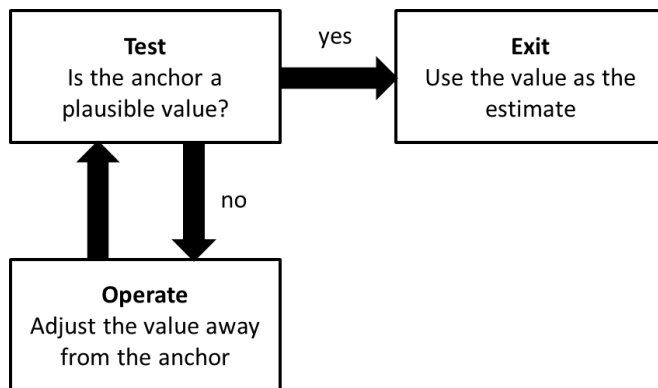 Test
Is the anchor a
plausible value?
yes
Exit
Use the value as the
estimate
no
Operate
Adjust the value away
from the anchor